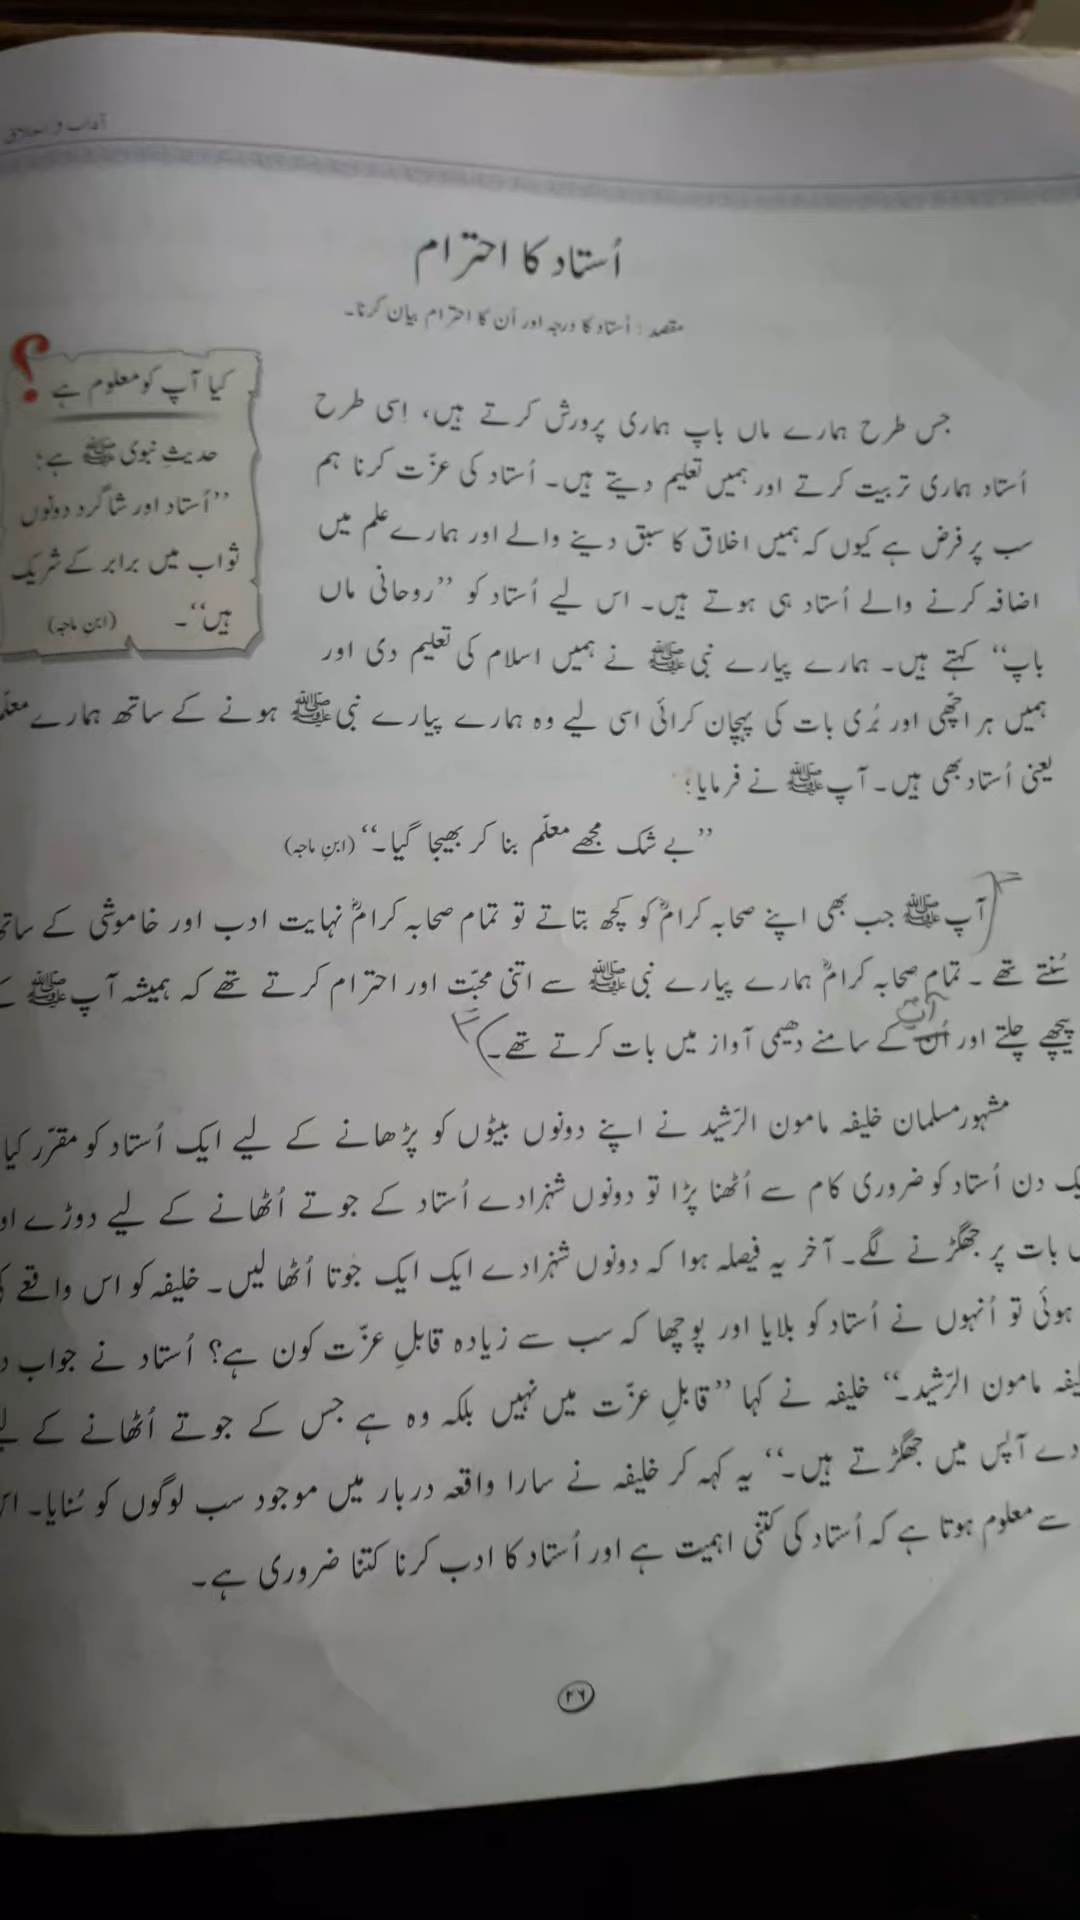 آداب و اخلاق
اُستاد کا احترام
مقصد : اُستاد کا درجہ اور اُن کا احترام بیان کرنا۔
کیا آپ کو معلوم ہے ؟
حدیثِ نبوی ﷺ ہے:
”اُستاد اور شاگرد دونوں
ثواب میں برابر کے شریک
ہیں“۔ (ابنِ ماجہ)
جس طرح ہمارے ماں باپ ہماری پرورش کرتے ہیں، اِسی طرح
اُستاد ہماری تربیت کرتے اور ہمیں تعلیم دیتے ہیں۔ اُستاد کی عزّت کرنا ہم
سب پر فرض ہے کیوں کہ ہمیں اخلاق کا سبق دینے والے اور ہمارے علم میں
اضافہ کرنے والے اُستاد ہی ہوتے ہیں۔ اس لیے اُستاد کو ”روحانی ماں
باپ“ کہتے ہیں۔ ہمارے پیارے نبی ﷺ نے ہمیں اسلام کی تعلیم دی اور
ہمیں ہر اچھی اور بُری بات کی پہچان کرائی اسی لیے وہ ہمارے پیارے نبی ﷺ ہونے کے ساتھ ہمارے
یعنی اُستاد بھی ہیں۔ آپ ﷺ نے فرمایا؛
”بے شک مجھے معلّم بنا کر بھیجا گیا۔“ (ابنِ ماجہ)
آپ ﷺ جب بھی اپنے صحابہ کرامؓ کو کچھ بتاتے تو تمام صحابہ کرامؓ نہایت ادب اور خاموشی کے
سُنتے تھے۔ تمام صحابہ کرامؓ ہمارے پیارے نبی ﷺ سے اتنی محبّت اور احترام کرتے تھے کہ ہمیشہ آپ ﷺ
آپ
پیچھے چلتے اور اُن کے سامنے دھیمی آواز میں بات کرتے تھے۔
مشہور مسلمان خلیفہ مامون الرّشید نے اپنے دونوں بیٹوں کو پڑھانے کے لیے ایک اُستاد کو مقرّر کیا
دن اُستاد کو ضروری کام سے اُٹھنا پڑا تو دونوں شہزادے اُستاد کے جوتے اُٹھانے کے لیے دوڑے
بات پر جھگڑنے لگے۔ آخر یہ فیصلہ ہوا کہ دونوں شہزادے ایک ایک جوتا اُٹھا لیں۔ خلیفہ کو اس واقعے
ہوئی تو اُنہوں نے اُستاد کو بلایا اور پوچھا کہ سب سے زیادہ قابلِ عزّت کون ہے؟ اُستاد نے جواب
مامون الرّشید۔“ خلیفہ نے کہا ”قابلِ عزّت میں نہیں بلکہ وہ ہے جس کے جوتے اُٹھانے کے
آپس میں جھگڑتے ہیں۔“ یہ کہہ کر خلیفہ نے سارا واقعہ دربار میں موجود سب لوگوں کو سُنایا۔
سے معلوم ہوتا ہے کہ اُستاد کی کتنی اہمیت ہے اور اُستاد کا ادب کرنا کتنا ضروری ہے۔
۲۶